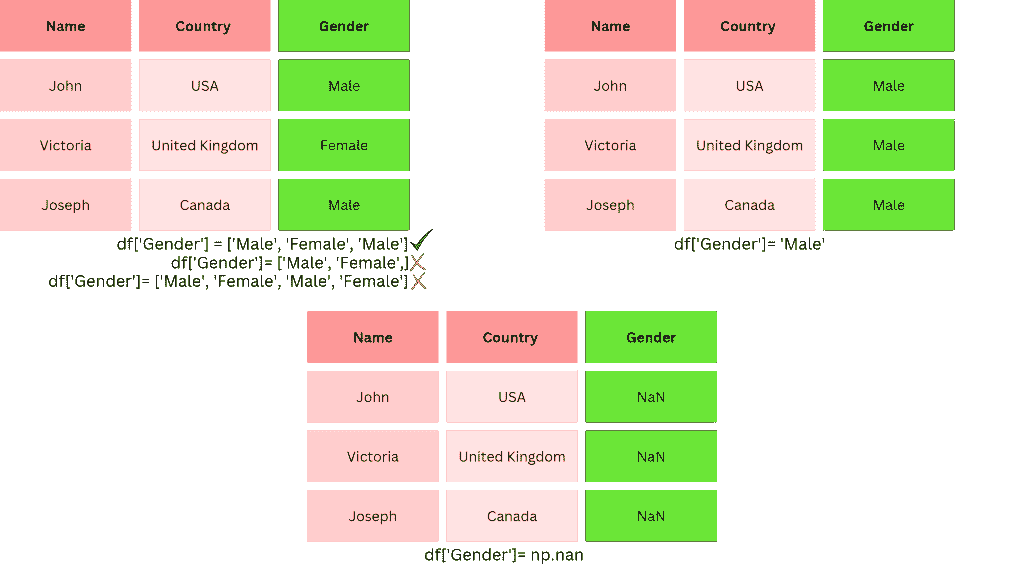 Name Country Gender
John USA Male
Victoria United Kingdom Female
Joseph Canada Male
df['Gender'] = ['Male', 'Female', 'Male']
df['Gender']= ['Male', 'Female',]
df['Gender']= ['Male', 'Female', 'Male', 'Female']
Name Country Gender
John USA Male
Victoria United Kingdom Male
Joseph Canada Male
df['Gender']= 'Male'
Name Country Gender
John USA NaN
Victoria United Kingdom NaN
Joseph Canada NaN
df['Gender']= np.nan